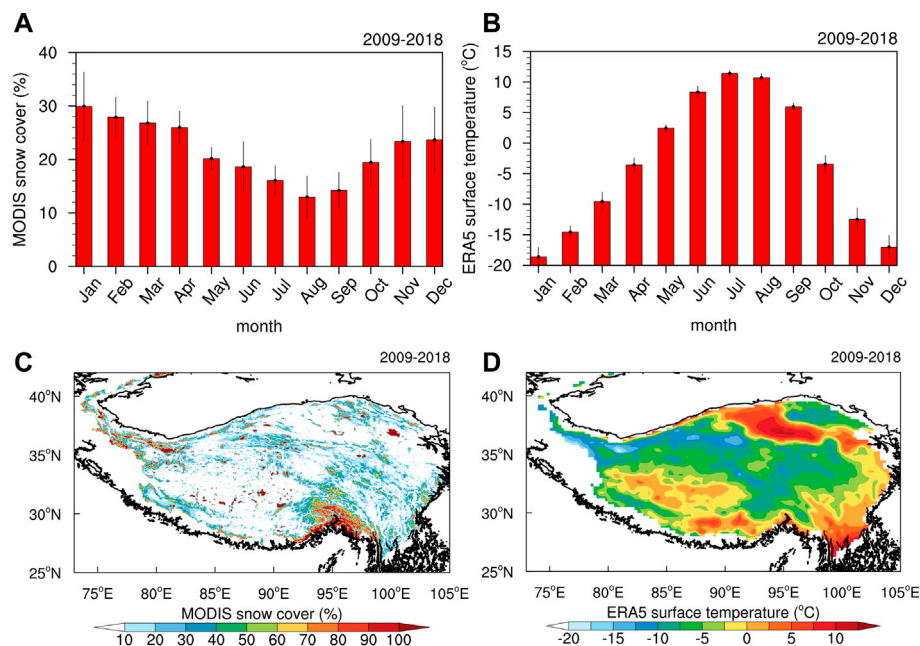 A
2009-2018
MODIS snow cover (%)
40
30
20
10
0
Jan Feb Mar Apr May Jun Jul Aug Sep Oct Nov Dec
month
B
2009-2018
ERA5 surface temperature (°C)
15
10
5
0
-5
-10
-15
-20
Jan Feb Mar Apr May Jun Jul Aug Sep Oct Nov Dec
month
C
2009-2018
40°N
35°N
30°N
25°N
75°E 80°E 85°E 90°E 95°E 100°E 105°E
MODIS snow cover (%)
10 20 30 40 50 60 70 80 90 100
D
2009-2018
40°N
35°N
30°N
25°N
75°E 80°E 85°E 90°E 95°E 100°E 105°E
ERA5 surface temperature (°C)
-20 -15 -10 -5 0 5 10